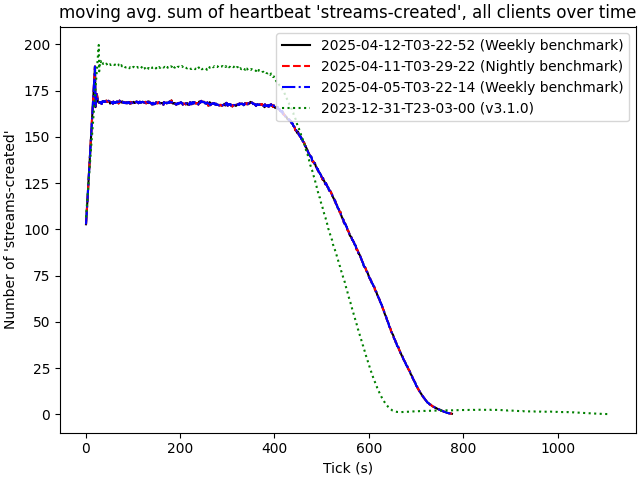 moving avg. sum of heartbeat 'streams-created', all clients over time
2025-04-12-T03-22-52 (Weekly benchmark)
2025-04-11-T03-29-22 (Nightly benchmark)
2025-04-05-T03-22-14 (Weekly benchmark)
2023-12-31-T23-03-00 (v3.1.0)
Number of 'streams-created'
200
175
150
125
100
75
50
25
0
0 200 400 600 800 1000
Tick (s)